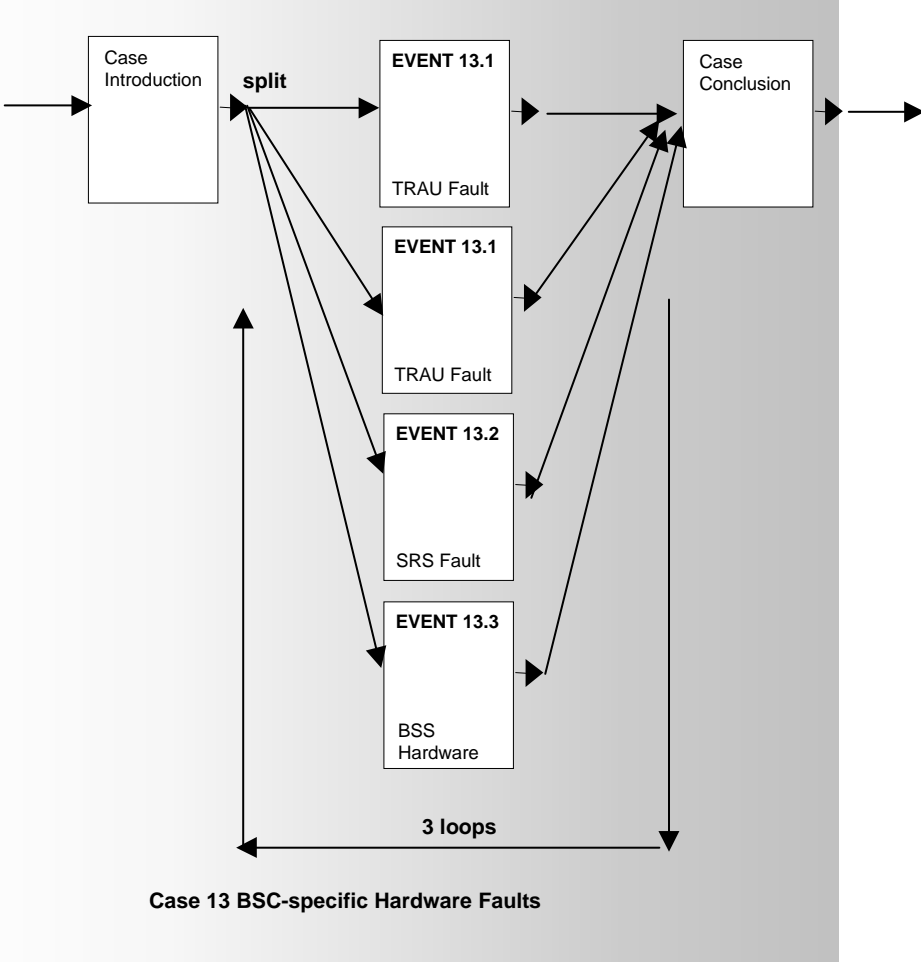 Case
Introduction
split
EVENT 13.1
TRAU Fault
EVENT 13.1
TRAU Fault
EVENT 13.2
SRS Fault
EVENT 13.3
BSS
Hardware
Case
Conclusion
3 loops
Case 13 BSC-specific Hardware Faults